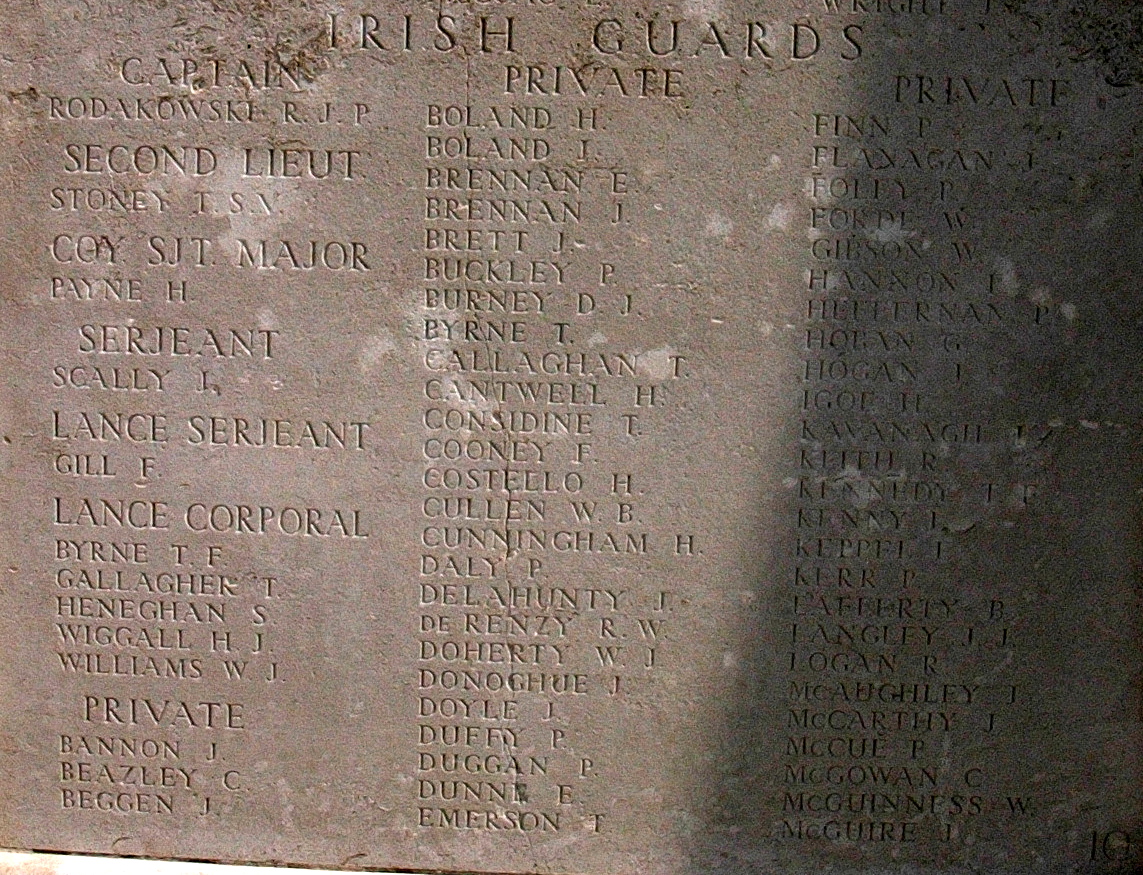 WRIGHT J.
IRISH GUARDS
CAPTAIN
RODAKOWSKI R. J. P
SECOND LIEUT
STONEY T. S. V.
COY SJT. MAJOR
PAYNE H.
SERJEANT
SCALLY J.
LANCE SERJEANT
GILL F.
LANCE CORPORAL
BYRNE T. F.
GALLAGHER T.
HENEGHAN S.
WIGGALL H. J.
WILLIAMS W. J.
PRIVATE
BANNON J.
BEAZLEY C.
BEGGEN J.
PRIVATE
BOLAND H.
BOLAND J.
BRENNAN E.
BRENNAN J.
BRETT J.
BUCKLEY P.
BURNEY D. J.
BYRNE T.
CALLAGHAN T.
CANTWELL H.
CONSIDINE T.
COONEY F.
COSTELLO H.
CULLEN W. B.
CUNNINGHAM H.
DALY P.
DELAHUNTY J.
DE RENZY R. W.
DOHERTY W. J.
DONOGHUE J.
DOYLE J.
DUFFY P.
DUGGAN P.
DUNNE E.
EMERSON T
PRIVATE
FINN P.
FLANAGAN J.
FOLEY P.
FORDE W.
GIBSON W.
HANNON
HEFFERNAN P.
HOBAN G.
HOGAN J.
IGOE H.
KAVANAGH J.
KEITH R.
KENNEDY T. F.
KENNY
KEPPEL
KERR P.
LAFFERTY B.
LANGLEY J. J.
LOGAN R
McAUGHLEY J
McCARTHY J
McCUE P
McGOWAN C
McGUINNESS W.
McGUIRE J
10